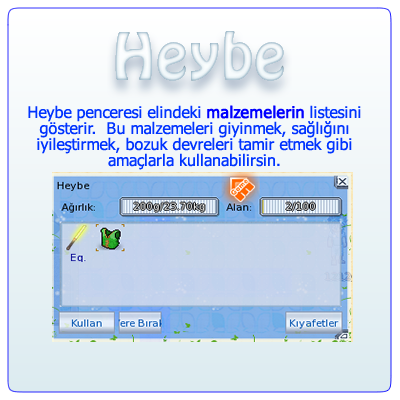 Heybe
Heybe penceresi elindeki malzemelerin listesini
gösterir. Bu malzemeleri giyinmek, sağlığını
iyileştirmek, bozuk devreleri tamir etmek gibi
amaçlarla kullanabilirsin.
Heybe
Ağırlık: 200g/23.70kg Alan: 2/100
Eq.
Kullan Yere Bırak Kıyafetler